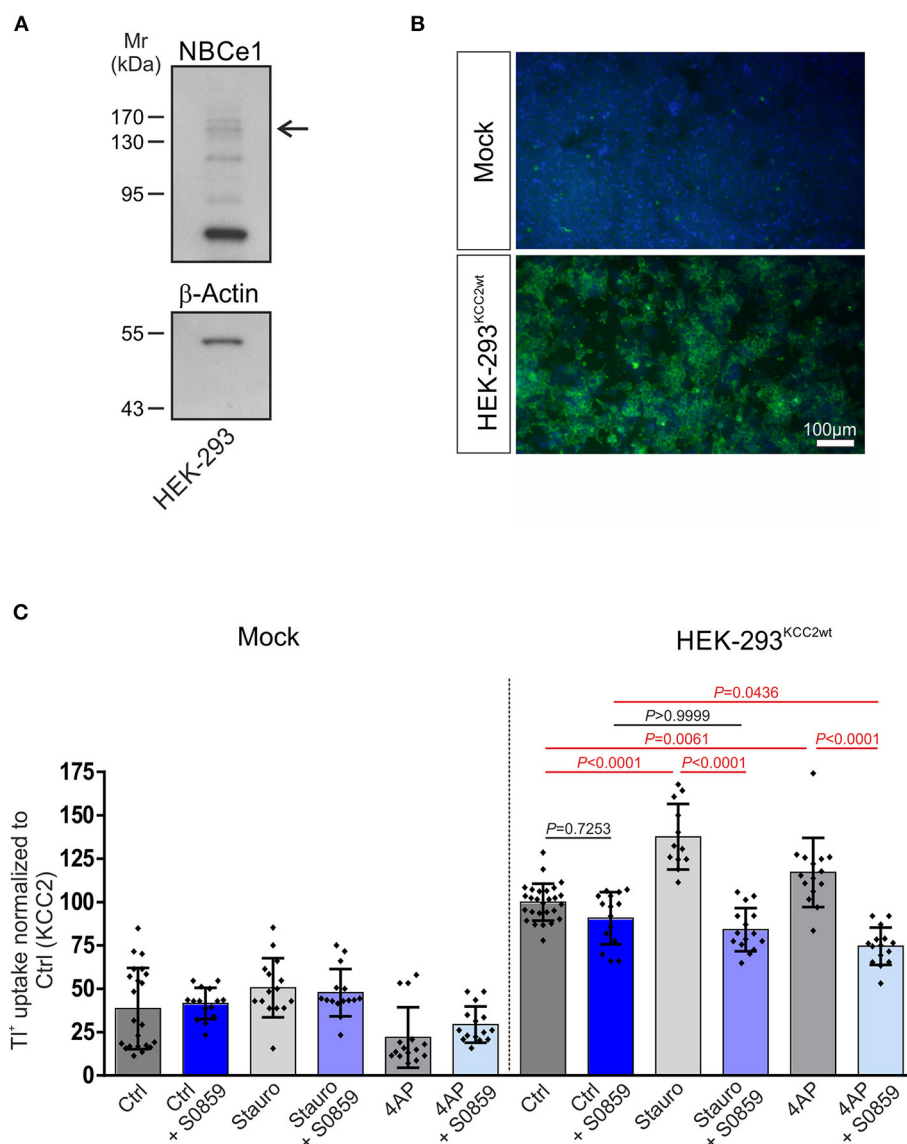 A
Mr
(kDa)
NBCe1
170
130
95
β-Actin
55
43
HEK-293
B
Mock
HEK-293KCC2wt
100µm
C
Mock
HEK-293KCC2wt
P=0.0436
P>0.9999
P=0.0061
P<0.0001
P<0.0001
P<0.0001
P=0.7253
Tl+ uptake normalized to
Ctrl (KCC2)
175
150
125
100
75
50
25
0
Ctrl
Ctrl
+ S0859
Stauro
Stauro
+ S0859
4AP
4AP
+ S0859
Ctrl
Ctrl
+ S0859
Stauro
Stauro
+ S0859
4AP
4AP
+ S0859